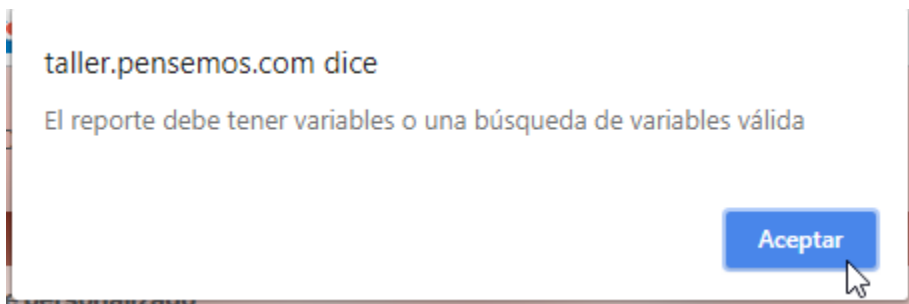 taller.pensemos.com dice
El reporte debe tener variables o una búsqueda de variables válida
Aceptar